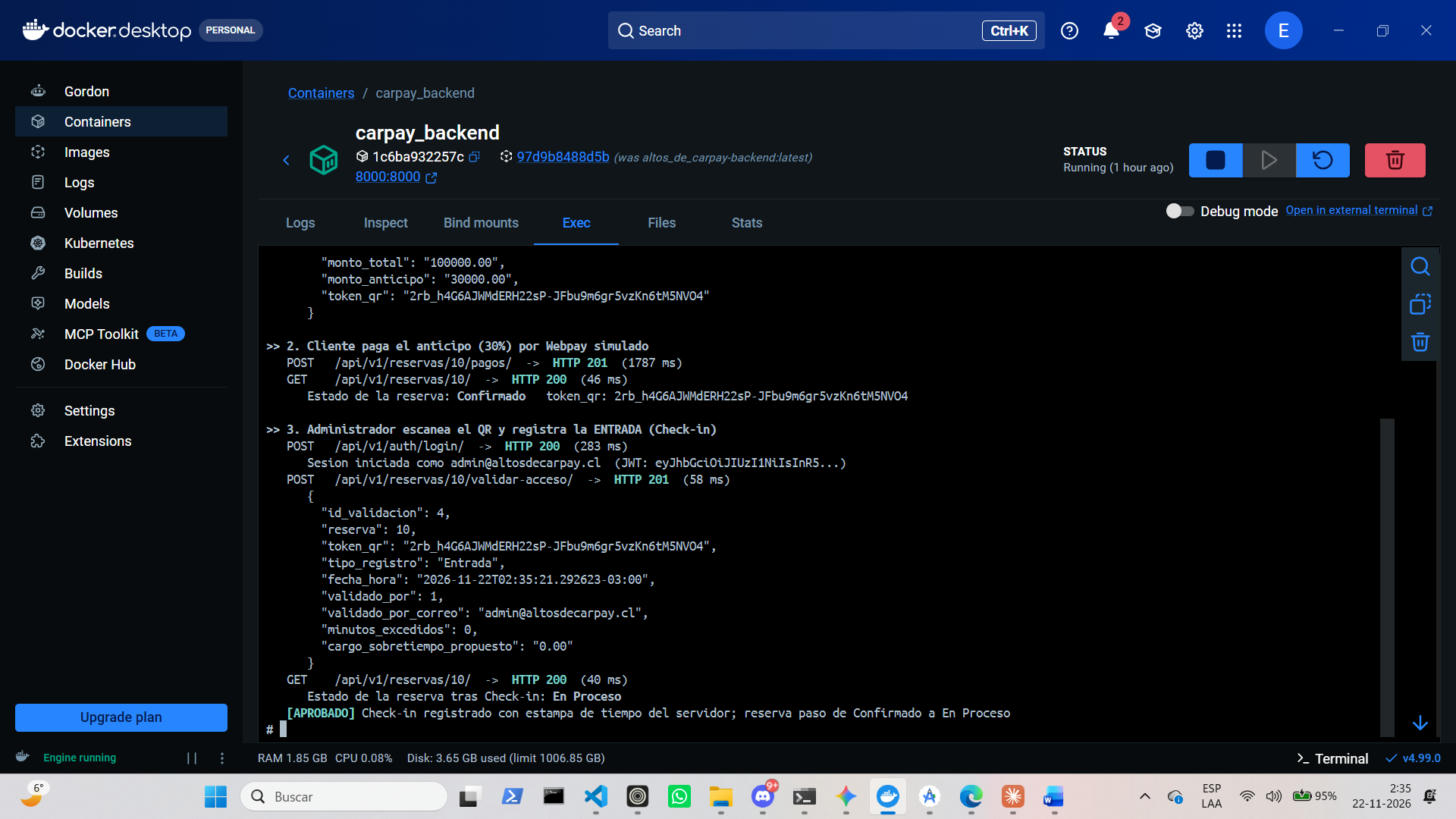 docker.desktop PERSONAL
Search Ctrl+K
2
E
Gordon
Containers
Images
Logs
Volumes
Kubernetes
Builds
Models
MCP Toolkit BETA
Docker Hub
Settings
Extensions
Upgrade plan
Containers / carpay_backend
carpay_backend
1c6ba932257c 97d9b8488d5b (was altos_de_carpay-backend:latest)
8000:8000
STATUS
Running (1 hour ago)
Logs Inspect Bind mounts Exec Files Stats
Debug mode Open in external terminal
"monto_total": "100000.00",
"monto_anticipo": "30000.00",
"token_qr": "2rb_h4G6AJWMdERH22sP-JFbu9m6gr5vzKn6tM5NVO4"
}
>> 2. Cliente paga el anticipo (30%) por Webpay simulado
POST /api/v1/reservas/10/pagos/ -> HTTP 201 (1787 ms)
GET /api/v1/reservas/10/ -> HTTP 200 (46 ms)
Estado de la reserva: Confirmado token_qr: 2rb_h4G6AJWMdERH22sP-JFbu9m6gr5vzKn6tM5NVO4
>> 3. Administrador escanea el QR y registra la ENTRADA (Check-in)
POST /api/v1/auth/login/ -> HTTP 200 (283 ms)
Sesion iniciada como admin@altosdecarpay.cl (JWT: eyJhbGciOiJIUzI1NiIsInR5...)
POST /api/v1/reservas/10/validar-acceso/ -> HTTP 201 (58 ms)
{
"id_validacion": 4,
"reserva": 10,
"token_qr": "2rb_h4G6AJWMdERH22sP-JFbu9m6gr5vzKn6tM5NVO4",
"tipo_registro": "Entrada",
"fecha_hora": "2026-11-22T02:35:21.292623-03:00",
"validado_por": 1,
"validado_por_correo": "admin@altosdecarpay.cl",
"minutos_excedidos": 0,
"cargo_sobretiempo_propuesto": "0.00"
}
GET /api/v1/reservas/10/ -> HTTP 200 (40 ms)
Estado de la reserva tras Check-in: En Proceso
[APROBADO] Check-in registrado con estampa de tiempo del servidor; reserva paso de Confirmado a En Proceso
#
Engine running
RAM 1.85 GB CPU 0.08% Disk: 3.65 GB used (limit 1006.85 GB)
Terminal v4.99.0
6°
Buscar
9+
ESP
LAA
95%
2:35
22-11-2026